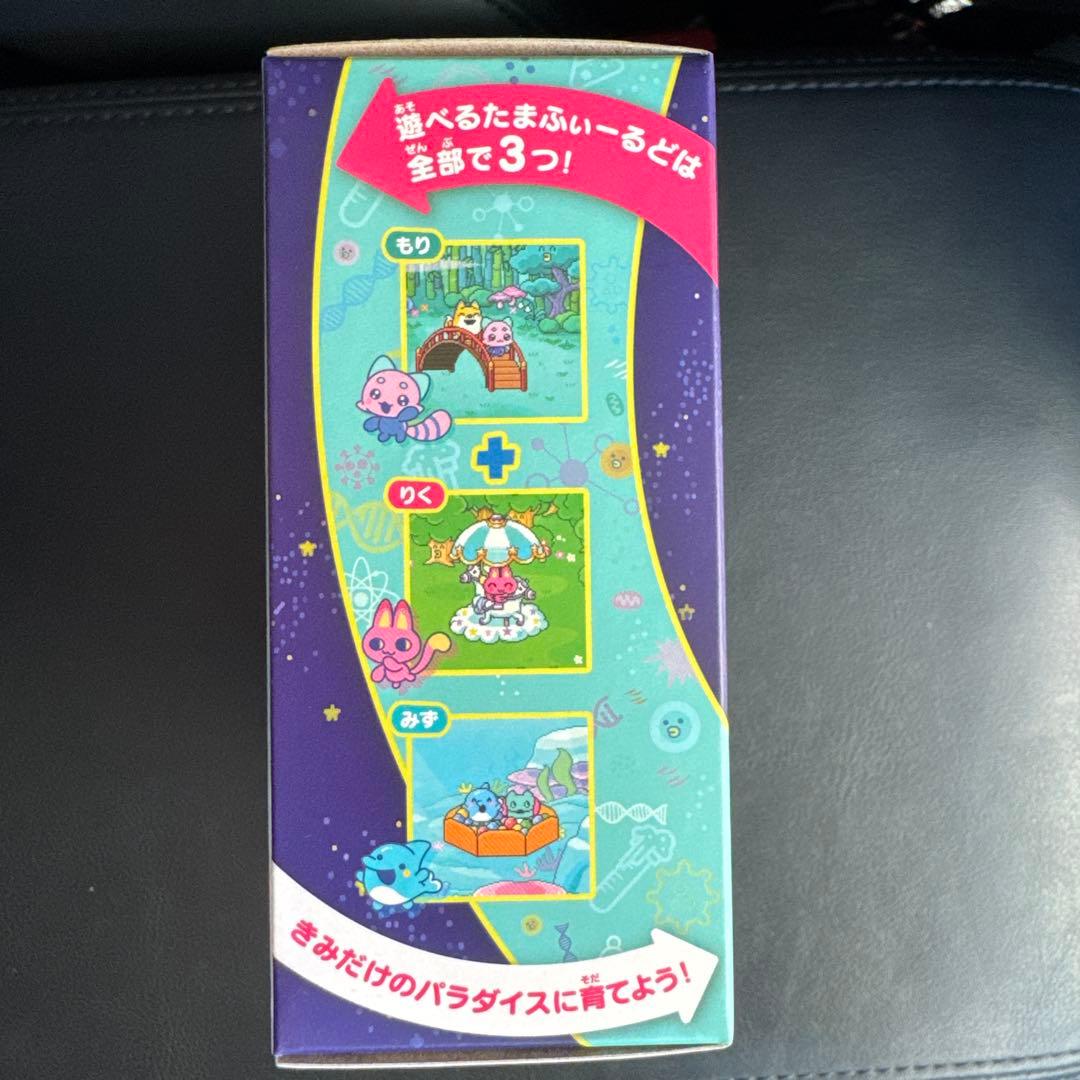 遊べるたまふぃーるどは
全部で3つ!
もり
りく
みず
きみだけのパラダイスに育てよう!